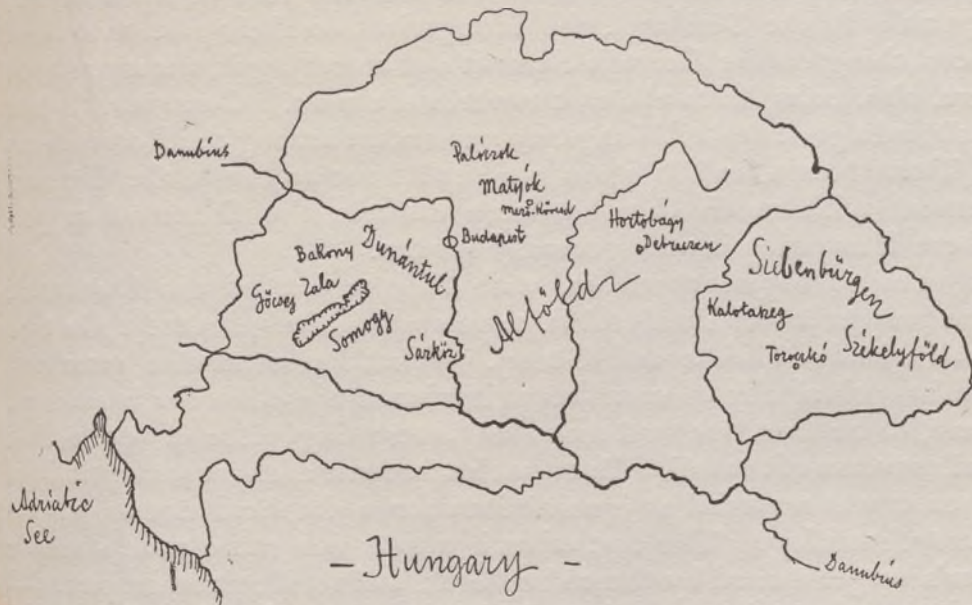 Danubius
Palóczok
Matyók
Mező-Kövesd
Hortobágy
Debreczen
Budapest
Bakony
Dunántul
Göcsej
Zala
Somogy
Sárköz
Alföld
Siebenbürgen
Kalotaszeg
Toroczkó
Székelyföld
Adriatic
See
- Hungary -
Danubius